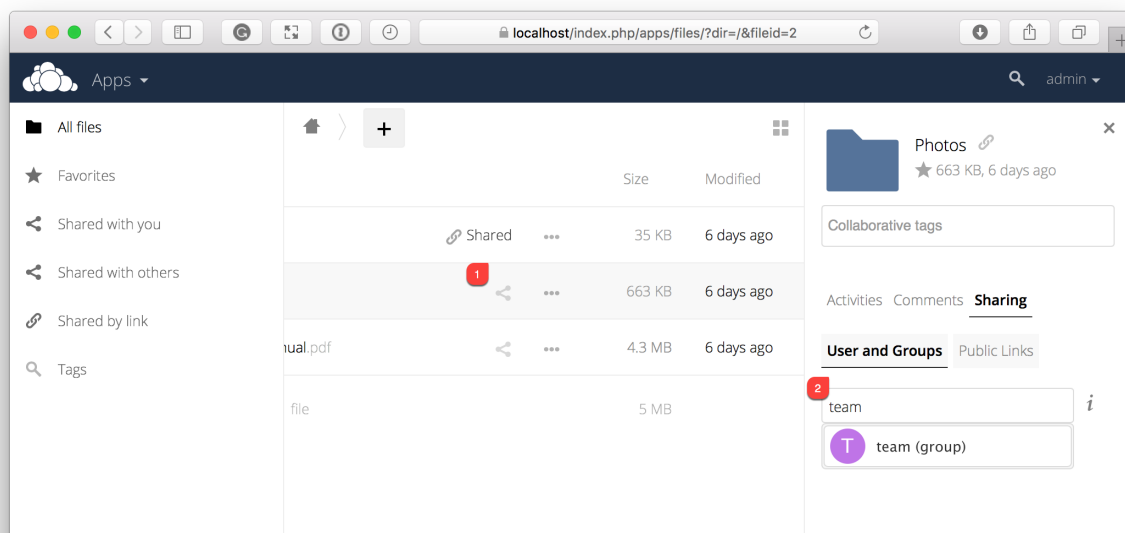 localhost/index.php/apps/files/?dir=/&fileid=2
Apps
admin
All files
Favorites
Shared with you
Shared with others
Shared by link
Tags
Size Modified
Shared 35 KB 6 days ago
1
663 KB 6 days ago
nual.pdf 4.3 MB 6 days ago
file 5 MB
Photos
663 KB, 6 days ago
Collaborative tags
Activities Comments Sharing
User and Groups Public Links
2
team
i
T team (group)